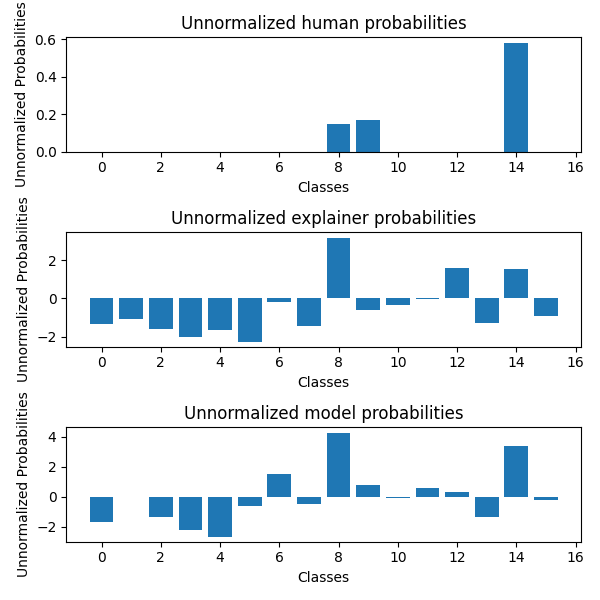 Unnormalized human probabilities
Unnormalized Probabilities
0.6
0.4
0.2
0.0
0 2 4 6 8 10 12 14 16
Classes
Unnormalized explainer probabilities
Unnormalized Probabilities
2
0
−2
0 2 4 6 8 10 12 14 16
Classes
Unnormalized model probabilities
Unnormalized Probabilities
4
2
0
−2
0 2 4 6 8 10 12 14 16
Classes